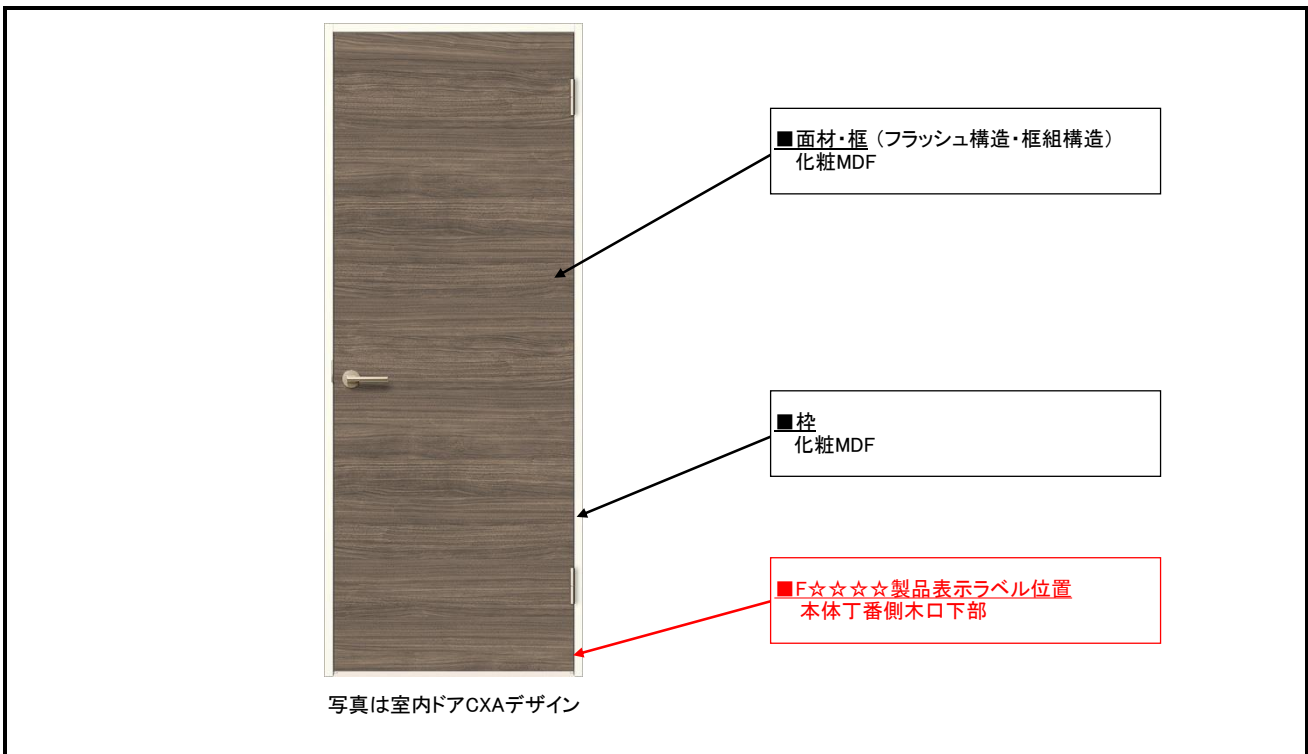 ■面材・框（フラッシュ構造・框組構造）
化粧MDF
■枠
化粧MDF
■F☆☆☆☆製品表示ラベル位置
本体丁番側木口下部
写真は室内ドアCXAデザイン